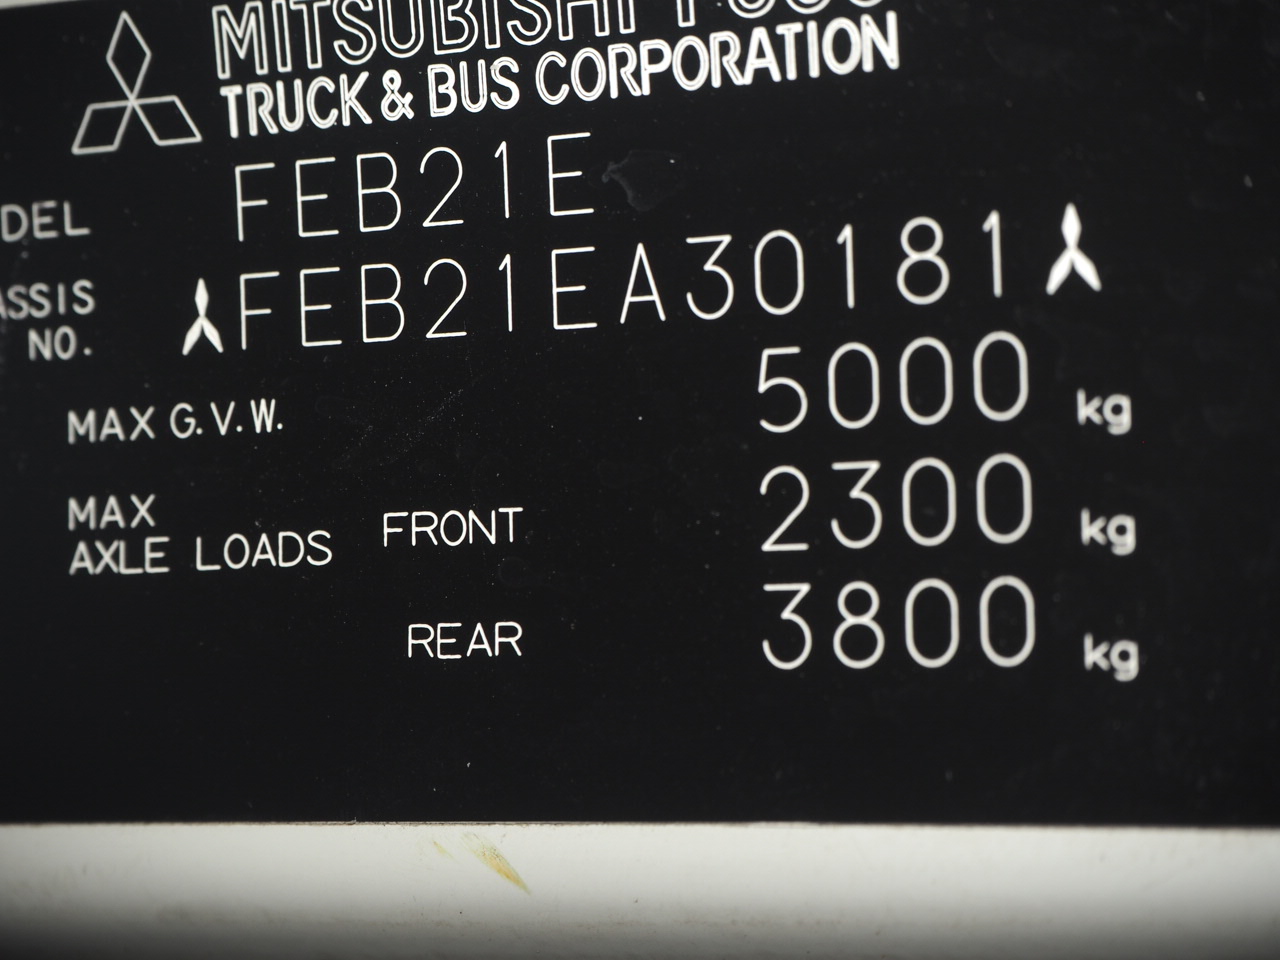 MITSUBISHI FUSO
TRUCK & BUS CORPORATION
DEL FEB21E
ASSIS NO. FEB21EA30181
MAX G.V.W. 5000 kg
MAX AXLE LOADS FRONT 2300 kg
REAR 3800 kg